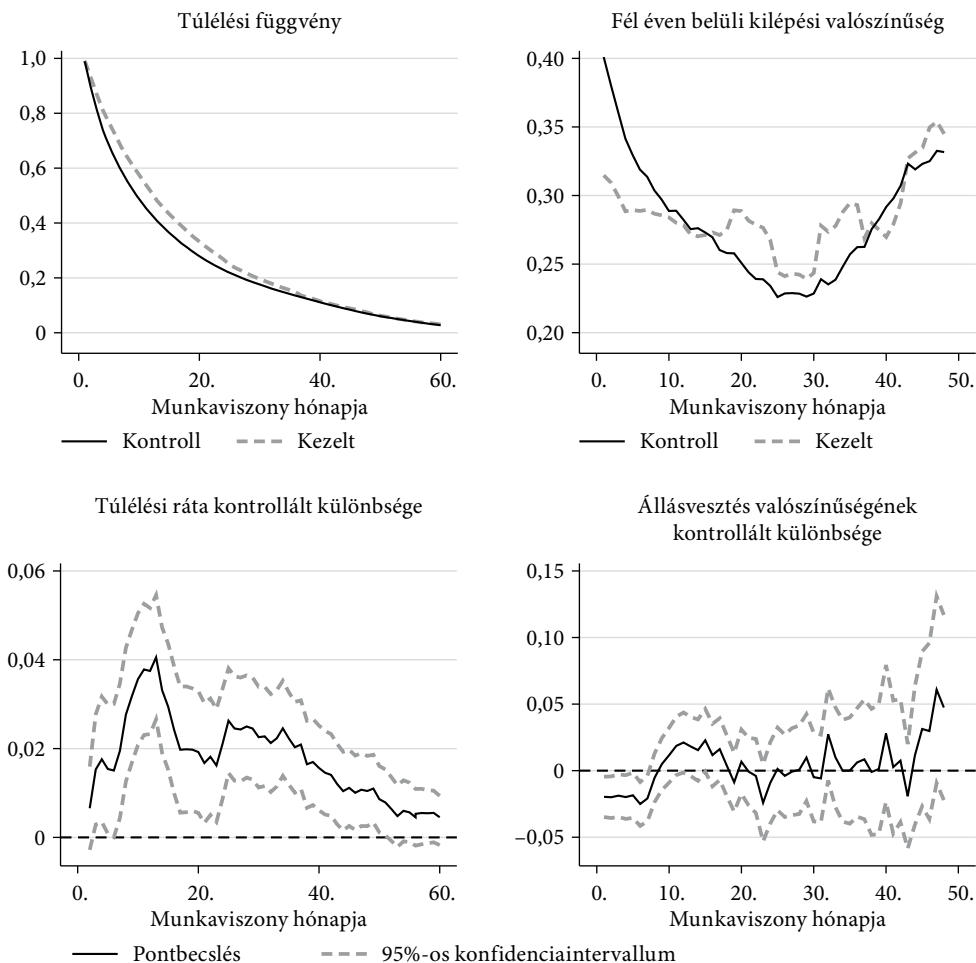 Túlélési függvény
1,0
0,8
0,6
0,4
0,2
0
0. 20. 40. 60.
Munkaviszony hónapja
Kontroll Kezelt
Fél éven belüli kilépési valószínűség
0,40
0,35
0,30
0,25
0,20
0. 10. 20. 30. 40. 50.
Munkaviszony hónapja
Kontroll Kezelt
Túlélési ráta kontrollált különbsége
0,06
0,04
0,02
0
0. 20. 40. 60.
Munkaviszony hónapja
Állásvesztés valószínűségének
kontrollált különbsége
0,15
0,10
0,05
0
–0,05
0. 10. 20. 30. 40. 50.
Munkaviszony hónapja
Pontbecslés 95%-os konfidenciaintervallum